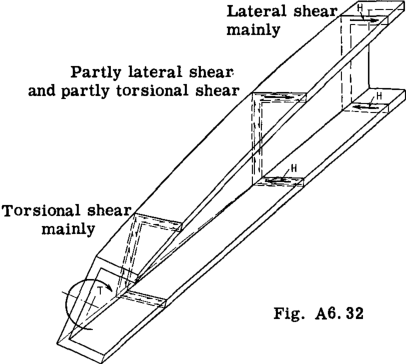 Lateral shear
mainly
H
Partly lateral shear
and partly torsional shear
H
H
Torsional shear
mainly
T
Fig. A6.32